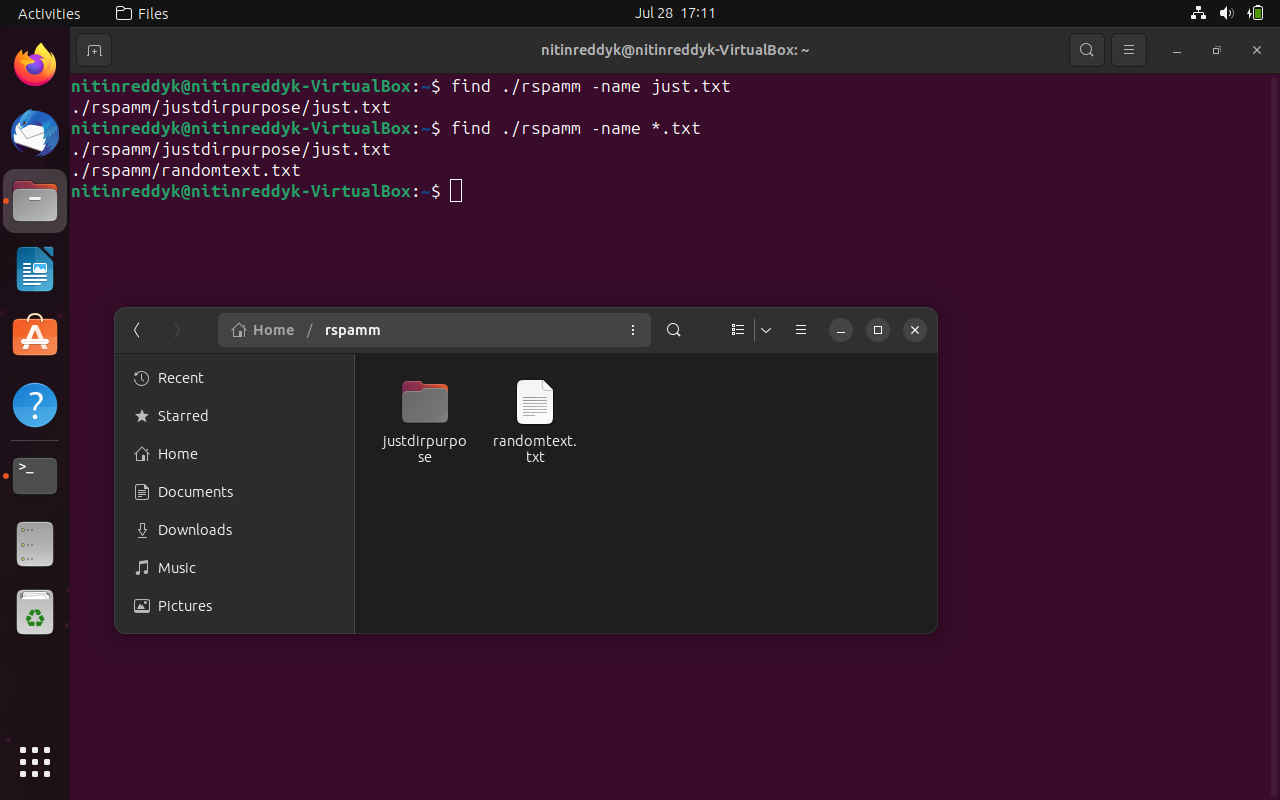 Activities Files Jul 28 17:11
nitinreddyk@nitinreddyk-VirtualBox: ~
nitinreddyk@nitinreddyk-VirtualBox:~$ find ./rspamm -name just.txt
./rspamm/justdirpurpose/just.txt
nitinreddyk@nitinreddyk-VirtualBox:~$ find ./rspamm -name *.txt
./rspamm/justdirpurpose/just.txt
./rspamm/randomtext.txt
nitinreddyk@nitinreddyk-VirtualBox:~$
Home / rspamm
Recent
Starred
Home
Documents
Downloads
Music
Pictures
justdirpurpo
se
randomtext.
txt